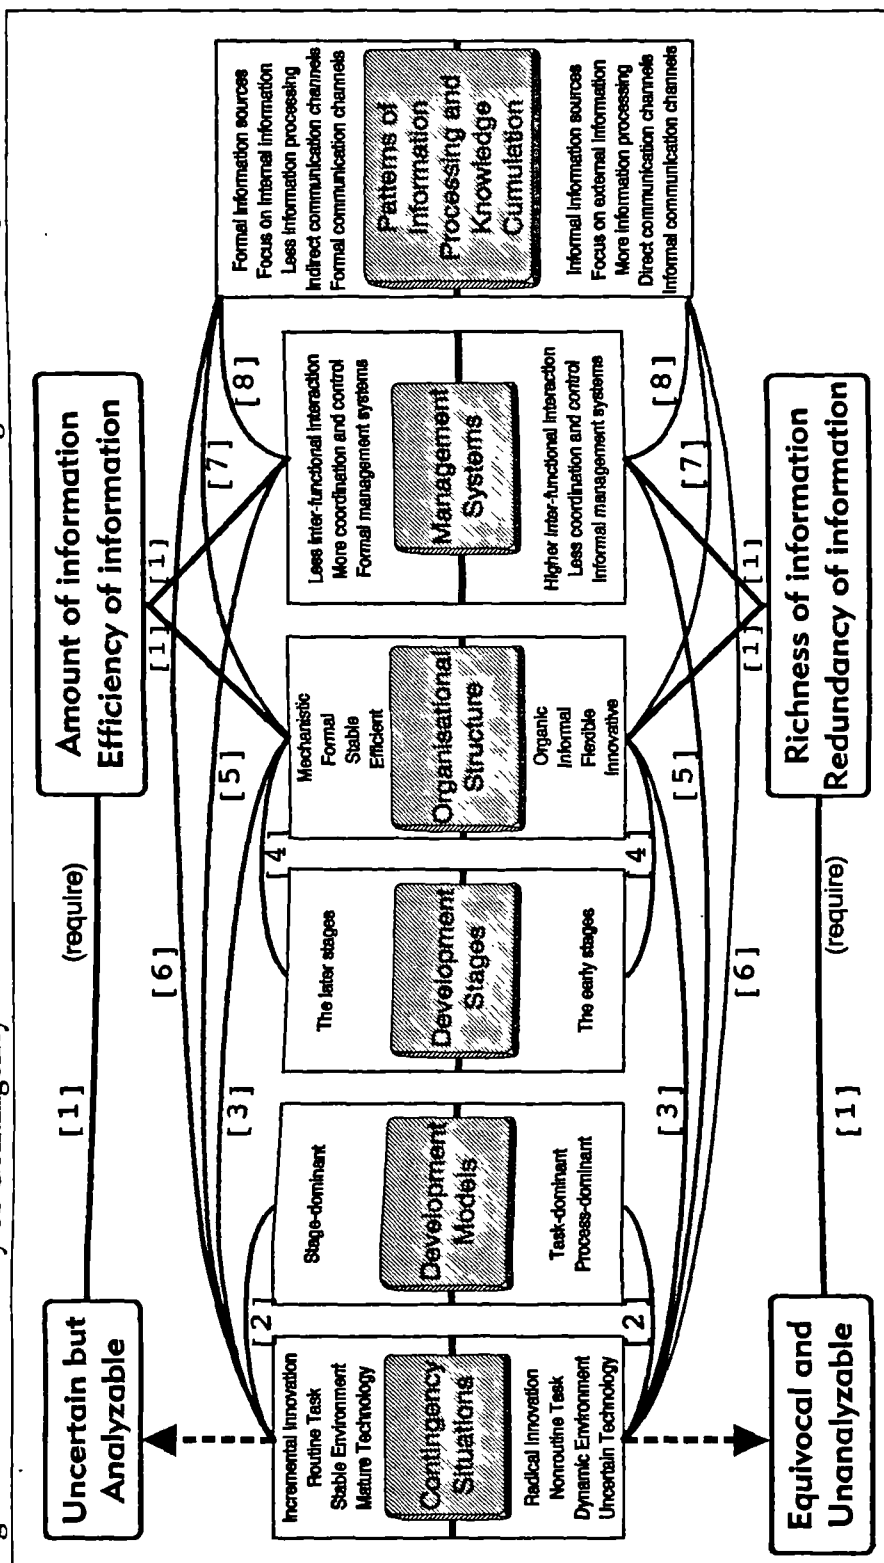 Uncertain but
Analyzable
[1]
(require)
Amount of information
Efficiency of information
[6]
[1]
[1]
[3]
[5]
[7]
[2]
[4]
[8]
Incremental Innovation
Routine Task
Stable Environment
Mature Technology
Contingency
Situations
Radical Innovation
Nonroutine Task
Dynamic Environment
Uncertain Technology
Stage-dominant
Development
Models
Task-dominant
Process-dominant
The later stages
Development
Stages
The early stages
Mechanistic
Formal
Stable
Efficient
Organisational
Structure
Organic
Informal
Flexible
Innovative
Less inter-functional interaction
More coordination and control
Formal management systems
Management
Systems
Higher inter-functional interaction
Less coordination and control
Informal management systems
Formal information sources
Focus on internal information
Less information processing
Indirect communication channels
Formal communication channels
Patterns of
Information
Processing and
Knowledge
Cumulation
Informal information sources
Focus on external information
More information processing
Direct communication channels
Informal communication channels
[2]
[4]
[8]
[3]
[5]
[7]
[6]
[1]
[1]
Equivocal and
Unanalyzable
[1]
(require)
Richness of information
Redundancy of information